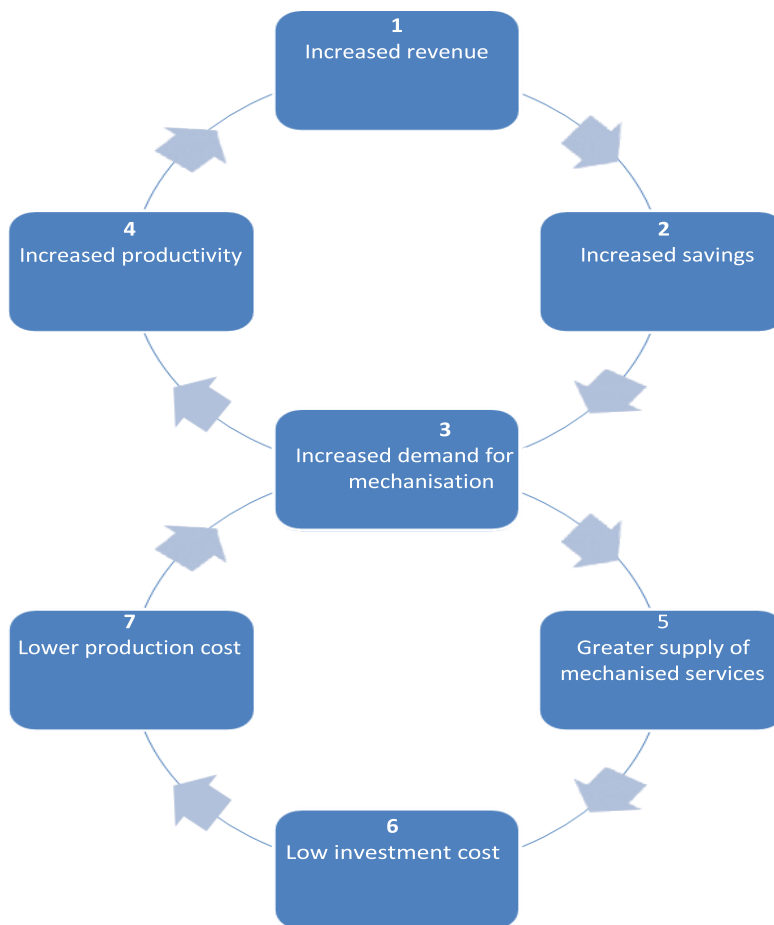 1
Increased revenue
4
Increased productivity
2
Increased savings
3
Increased demand for
mechanisation
7
Lower production cost
5
Greater supply of
mechanised services
6
Low investment cost